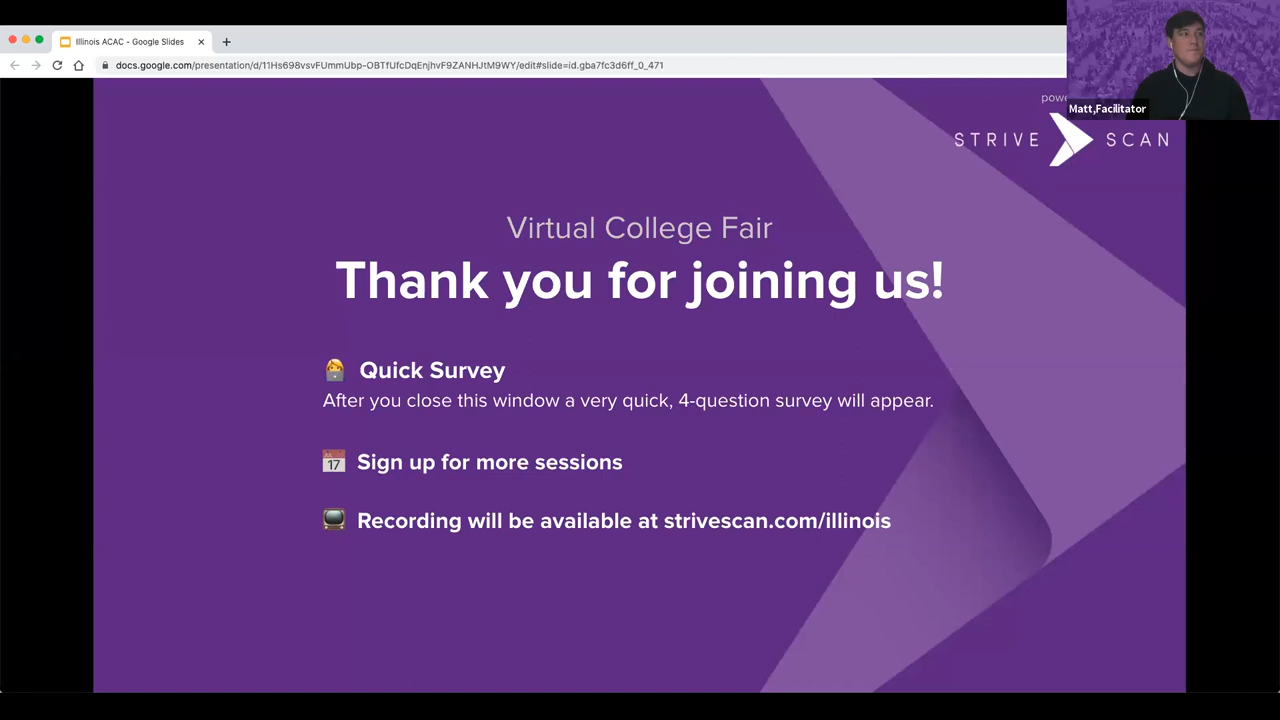 Illinois ACAC - Google Slides
docs.google.com/presentation/d/11Hs698vsvFUmmUbp-OBTfUfcDqEnjhvF9ZANHJtM9WY/edit#slide=id.gba7fc3d6ff_0_471
Matt,Facilitator
STRIVE SCAN
Virtual College Fair
Thank you for joining us!
Quick Survey
After you close this window a very quick, 4-question survey will appear.
17
Sign up for more sessions
Recording will be available at strivescan.com/illinois